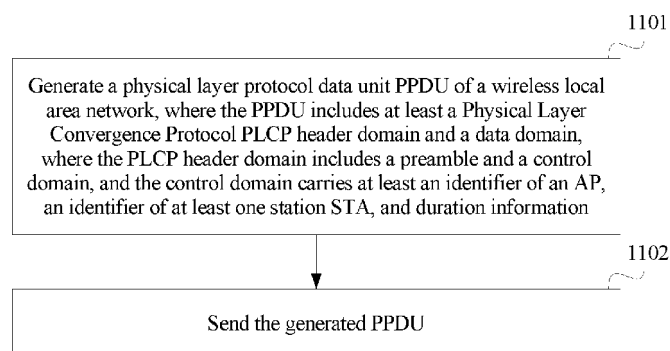 1101
Generate a physical layer protocol data unit PPDU of a wireless local
area network, where the PPDU includes at least a Physical Layer
Convergence Protocol PLCP header domain and a data domain,
where the PLCP header domain includes a preamble and a control
domain, and the control domain carries at least an identifier of an AP,
an identifier of at least one station STA, and duration information
1102
Send the generated PPDU